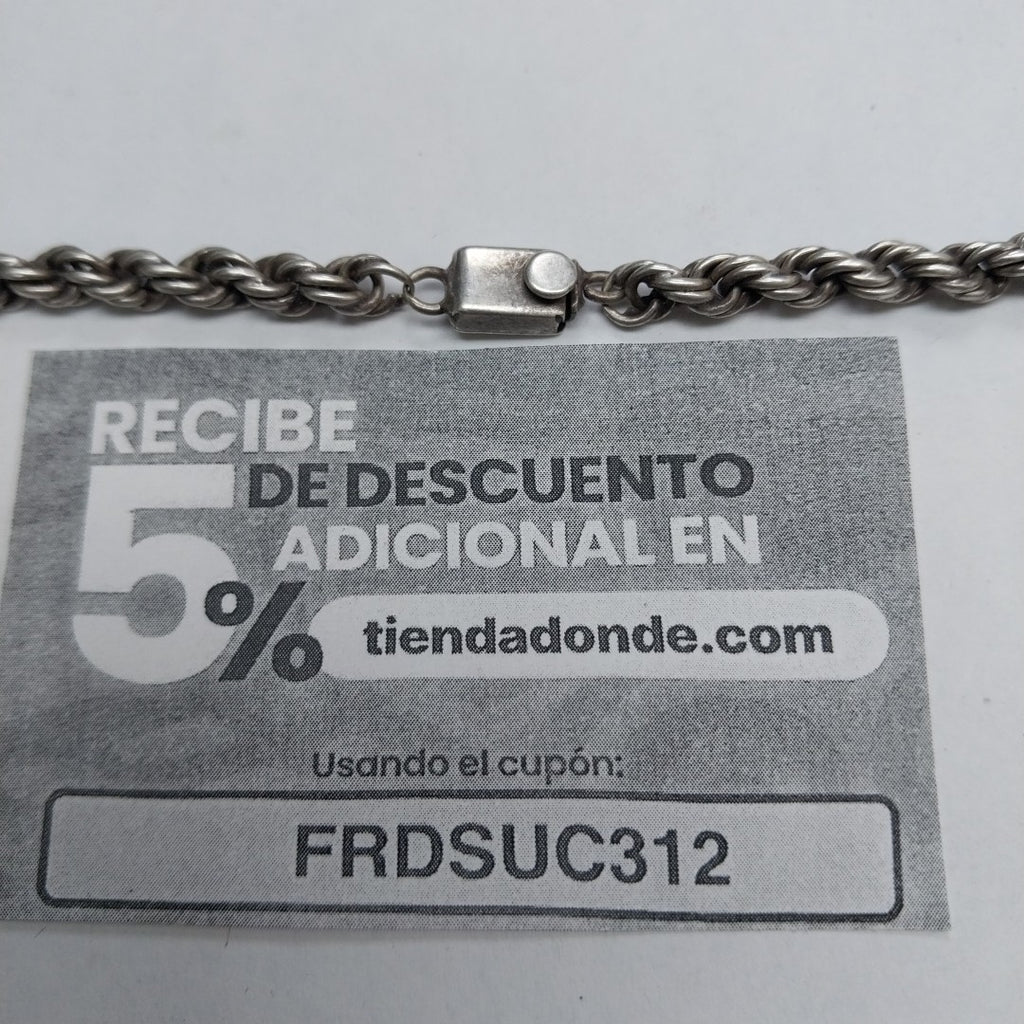 RECIBE
5% DE DESCUENTO
ADICIONAL EN
tiendadonde.com
Usando el cupón:
FRDSUC312